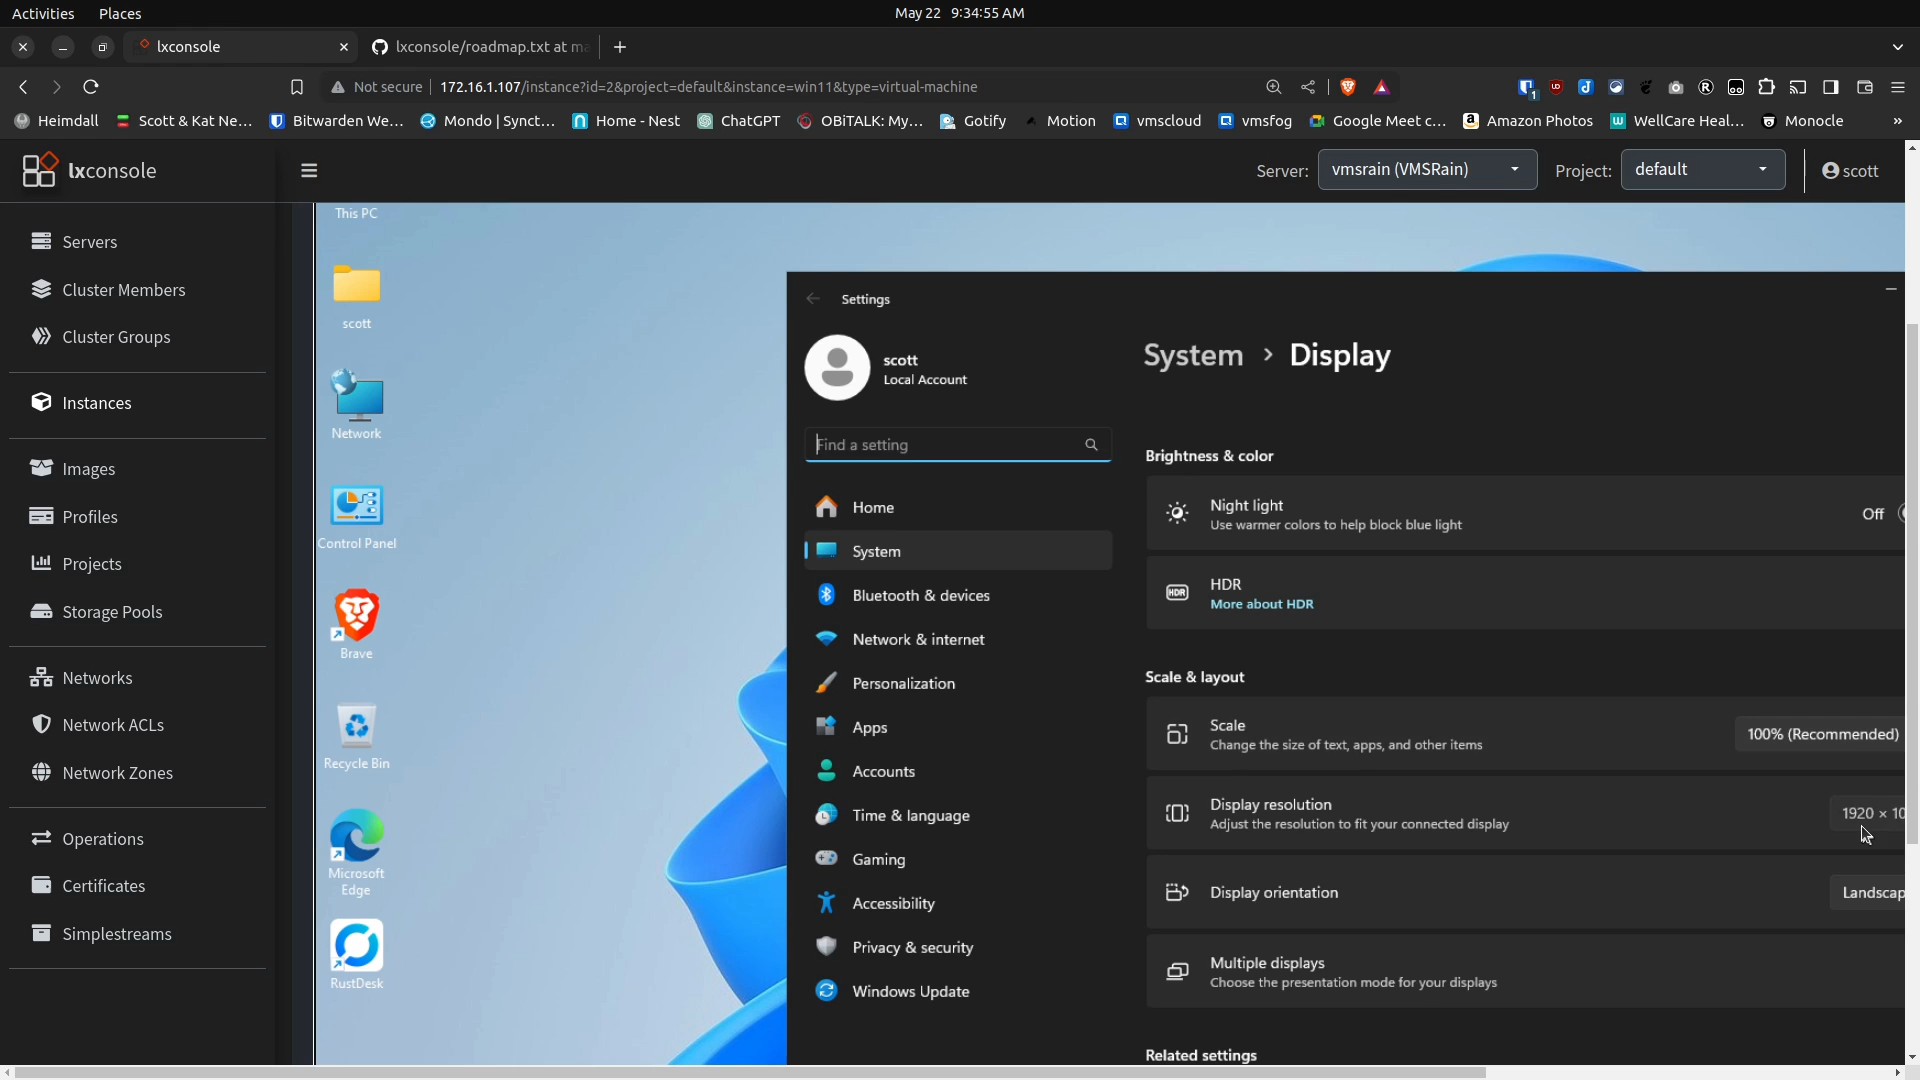 Activities Places May 22 9:34:55 AM
lxconsole lxconsole/roadmap.txt at ma
Not secure 172.16.1.107/instance?id=2&project=default&instance=win11&type=virtual-machine
Heimdall Scott & Kat Ne... Bitwarden We... Mondo | Synct... Home - Nest ChatGPT OBiTALK: My... Gotify Motion vmscloud vmsfog Google Meet c... Amazon Photos WellCare Heal... Monocle »
lxconsole Server: vmsrain (VMSRain) Project: default scott
Servers
Cluster Members
Cluster Groups
Instances
Images
Profiles
Projects
Storage Pools
Networks
Network ACLs
Network Zones
Operations
Certificates
Simplestreams
This PC
scott
Network
Control Panel
Brave
Recycle Bin
Microsoft
Edge
RustDesk
Settings
scott
Local Account
Find a setting
Home
System
Bluetooth & devices
Network & internet
Personalization
Apps
Accounts
Time & language
Gaming
Accessibility
Privacy & security
Windows Update
System > Display
Brightness & color
Night light
Use warmer colors to help block blue light
Off
HDR
HDR
More about HDR
Scale & layout
Scale
Change the size of text, apps, and other items
100% (Recommended)
Display resolution
Adjust the resolution to fit your connected display
1920 × 10
Display orientation
Landscap
Multiple displays
Choose the presentation mode for your displays
Related settings